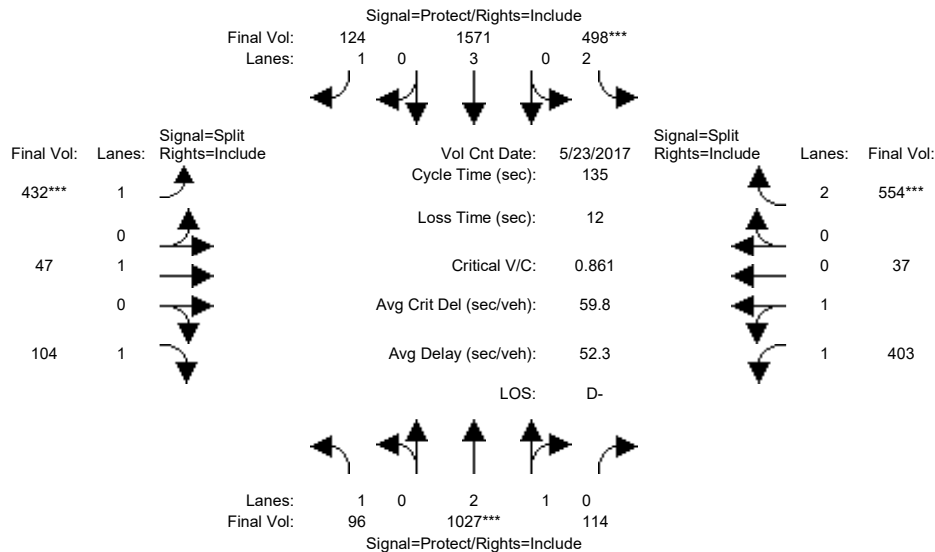 Signal=Protect/Rights=Include
Final Vol: 124 1571 498***
Lanes: 1 0 3 0 2
Signal=Split
Final Vol: Lanes: Rights=Include
Vol Cnt Date: 5/23/2017
Signal=Split
Rights=Include Lanes: Final Vol:
Cycle Time (sec): 135
432*** 1
2 554***
Loss Time (sec): 12
0
0
47 1
Critical V/C: 0.861
0 37
0
Avg Crit Del (sec/veh): 59.8
1
104 1
Avg Delay (sec/veh): 52.3
1 403
LOS: D-
Lanes: 1 0 2 1 0
Final Vol: 96 1027*** 114
Signal=Protect/Rights=Include